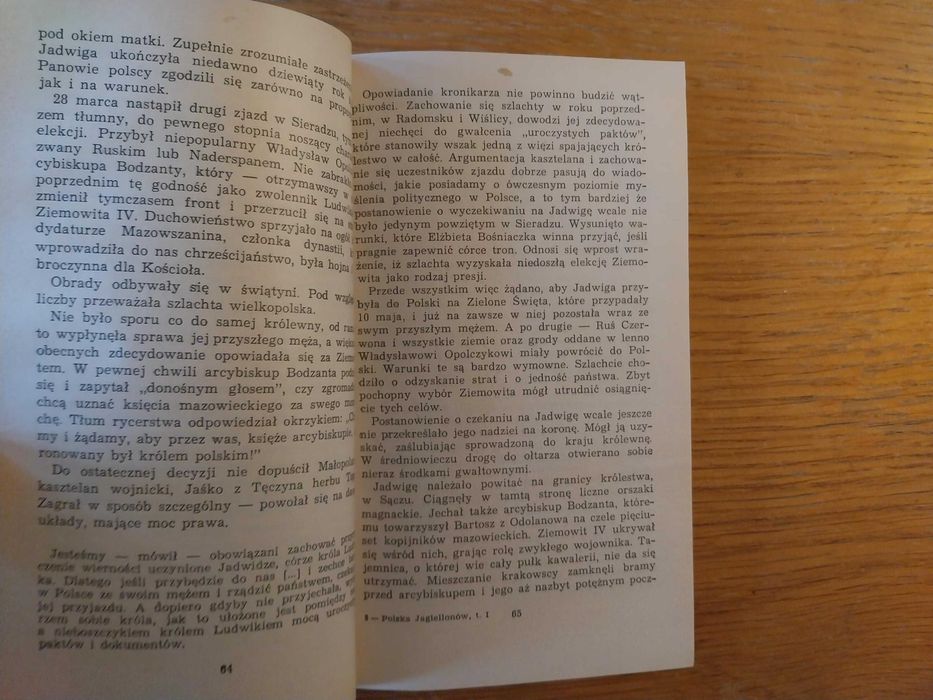 pod okiem matki. Zupełnie zrozumiałe
Jadwiga ukończyła niedawno dziewiąty rok
Panowie polscy zgodzili się zarówno na
jak i na warunek.
28 marca nastąpił drugi zjazd w Sieradzu,
zem tłumny, do pewnego stopnia noszący
elekcji. Przybył niepopularny Władysław
zwany Ruskim lub Naderspanem. Nie
cybiskupa Bodzanty, który — otrzymawszy w
poprzednim tę godność jako zwolennik
zmienił tymczasem front i przerzucił się na
Ziemowita IV. Duchowieństwo sprzyjało na ogół
dydaturze Mazowszanina, członka dynastii,
wprowadziła do nas chrześcijaństwo, była hojna i
broczynna dla Kościoła.
Obrady odbywały się w świątyni. Pod
liczby przeważała szlachta wielkopolska.
Nie było sporu co do samej królewny, od
to wypłynęła sprawa jej przyszłego męża, a
obecnych zdecydowanie opowiadała się za
tem. W pewnej chwili arcybiskup Bodzanta
się i zapytał „donośnym głosem”, czy
chcą uznać księcia mazowieckiego za swego
chę. Tłum rycerstwa odpowiedział okrzykiem:
my i żądamy, aby przez was, księże arcybiskupie,
ronowany był królem polskim!”
Do ostatecznej decyzji nie dopuścił
kasztelan wojnicki, Jaśko z Tęczyna herbu
Zagrał w sposób szczególny — powołał się na
układy, mające moc prawa.
Jesteśmy — mówił — obowiązani zachować
czenie wierności uczynione Jadwidze, córze króla
ka. Dlatego jeśli przybędzie do nas [...] i zechce
w Polsce ze swoim mężem i rządzić państwem,
jej przyjazdu. A dopiero gdyby nie przyjechała,
rzem sobie króla, jak to ułożone jest pomiędzy
a nieboszczykiem królem Ludwikiem mocą
paktów i dokumentów.
64
Opowiadanie kronikarza nie powinno budzić wąt-
pliwości. Zachowanie się szlachty w roku poprzed-
nim, w Radomsku i Wiślicy, dowodzi jej zdecydowa-
nej niechęci do gwałcenia „uroczystych paktów”,
które stanowiły wszak jedną z więzi spajających kró-
lestwo w całość. Argumentacja kasztelana i zachowa-
nie się uczestników zjazdu dobrze pasują do wiado-
mości, jakie posiadamy o ówczesnym poziomie my-
ślenia politycznego w Polsce, a to tym bardziej że
postanowienie o wyczekiwaniu na Jadwigę wcale nie
było jedynym powziętym w Sieradzu. Wysunięto wa-
runki, które Elżbieta Bośniaczka winna przyjąć, jeśli
pragnie zapewnić córce tron. Odnosi się wprost wra-
żenie, iż szlachta wyzyskała niedoszłą elekcję Ziemo-
wita jako rodzaj presji.
Przede wszystkim więc żądano, aby Jadwiga przy-
była do Polski na Zielone Święta, które przypadały
10 maja, i już na zawsze w niej pozostała wraz ze
swym przyszłym mężem. A po drugie — Ruś Czer-
wona i wszystkie ziemie oraz grody oddane w lenno
Władysławowi Opolczykowi miały powrócić do Pol-
ski. Warunki te są bardzo wymowne. Szlachcie cho-
dziło o odzyskanie strat i o jedność państwa. Zbyt
pochopny wybór Ziemowita mógł utrudnić osiągnię-
cie tych celów.
Postanowienie o czekaniu na Jadwigę wcale jeszcze
nie przekreślało jego nadziei na koronę. Mógł ją uzy-
skać, zaślubiając sprowadzoną do kraju królewnę.
W średniowieczu drogę do ołtarza otwierano sobie
nieraz środkami gwałtownymi.
Jadwigę należało powitać na granicy królestwa,
w Sączu. Ciągnęły w tamtą stronę liczne orszaki
magnackie. Jechał także arcybiskup Bodzanta, które-
mu towarzyszył Bartosz z Odolanowa na czele pięciu-
set kopijników mazowieckich. Ziemowit IV ukrywał
się wśród nich, grając rolę zwykłego wojownika. Ta-
jemnica, o której wie cały pułk kawalerii, nie da się
utrzymać. Mieszczanie krakowscy zamknęli bramy
przed arcybiskupem i jego aż nazbyt potężnym pocz-
5 — Polska Jagiellonów, t. I 65